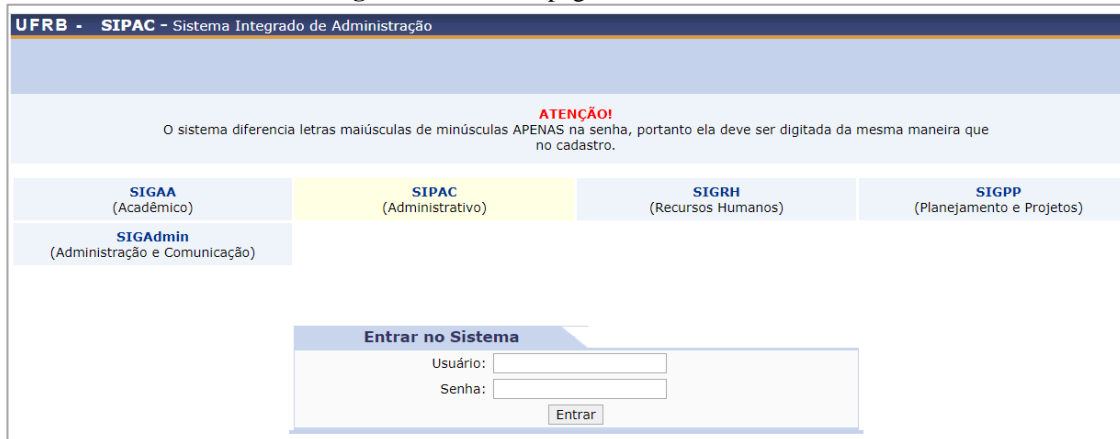 UFRB - SIPAC - Sistema Integrado de Administração
ATENÇÃO!
O sistema diferencia letras maiúsculas de minúsculas APENAS na senha, portanto ela deve ser digitada da mesma maneira que
no cadastro.
SIGAA SIPAC SIGRH SIGPP
(Acadêmico) (Administrativo) (Recursos Humanos) (Planejamento e Projetos)
SIGAdmin
(Administração e Comunicação)
Entrar no Sistema
Usuário:
Senha:
Entrar